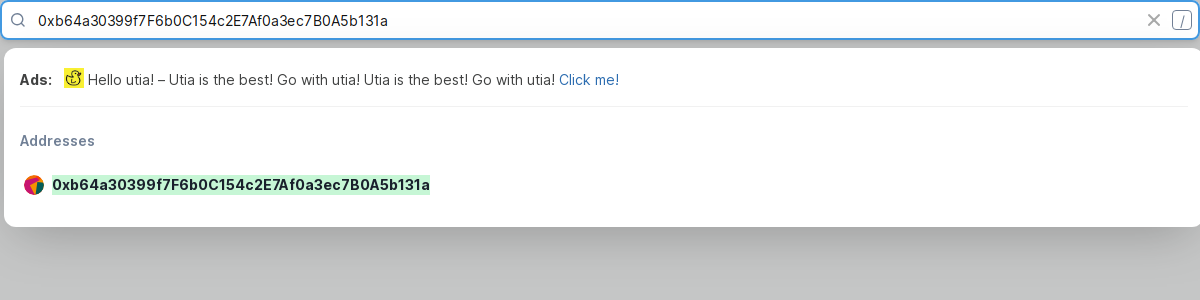 0xb64a30399f7F6b0C154c2E7Af0a3ec7B0A5b131a /
Ads: Hello utia! – Utia is the best! Go with utia! Utia is the best! Go with utia! Click me!
Addresses
0xb64a30399f7F6b0C154c2E7Af0a3ec7B0A5b131a